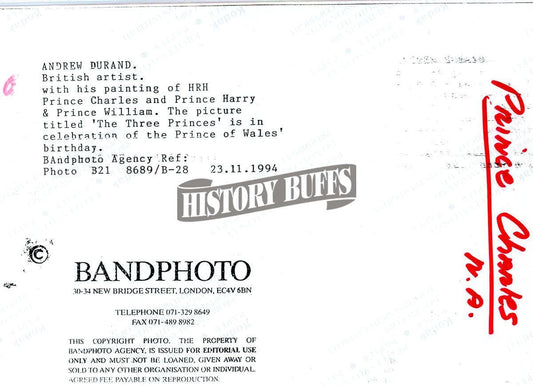 ANDREW DURAND.
British artist.
with his painting of HRH
Prince Charles and Prince Harry
& Prince William. The picture
titled 'The Three Princes' is in
celebration of the Prince of Wales'
birthday.
BAndphoto Agency Ref:
Photo B21 8689/B-28 23.11.1994
HISTORY BUFFS
Prince Charles
N.A.
©
BANDPHOTO
30-34 NEW BRIDGE STREET, LONDON, EC4V 6BN
TELEPHONE 071-329 8649
FAX 071-489 8982
THIS COPYRIGHT PHOTO, THE PROPERTY OF
BANDPHOTO AGENCY, IS ISSUED FOR EDITORIAL USE
ONLY AND MUST NOT BE LOANED, GIVEN AWAY OR
SOLD TO ANY OTHER ORGANISATION OR INDIVIDUAL.
AGREED FEE PAYABLE ON REPRODUCTION.